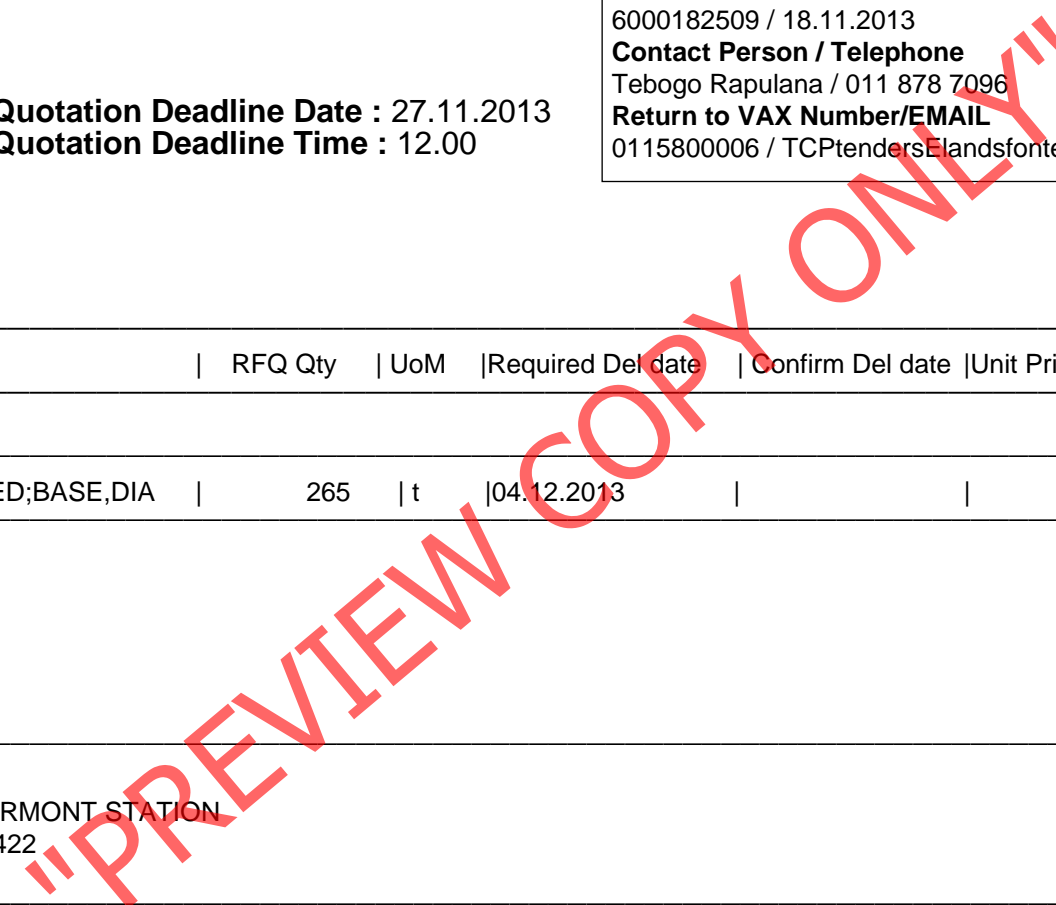 6000182509 / 18.11.2013
Contact Person / Telephone
Tebogo Rapulana / 011 878 7096
Quotation Deadline Date : 27.11.2013
Return to VAX Number/EMAIL
Quotation Deadline Time : 12.00
0115800006 / TCPtendersElandsfonte
| RFQ Qty | UoM |Required Del date | Confirm Del date |Unit Pri
ED;BASE,DIA | 265 | t |04.12.2013 | |
RMONT STATION
422
"PREVIEW COPY ONLY"